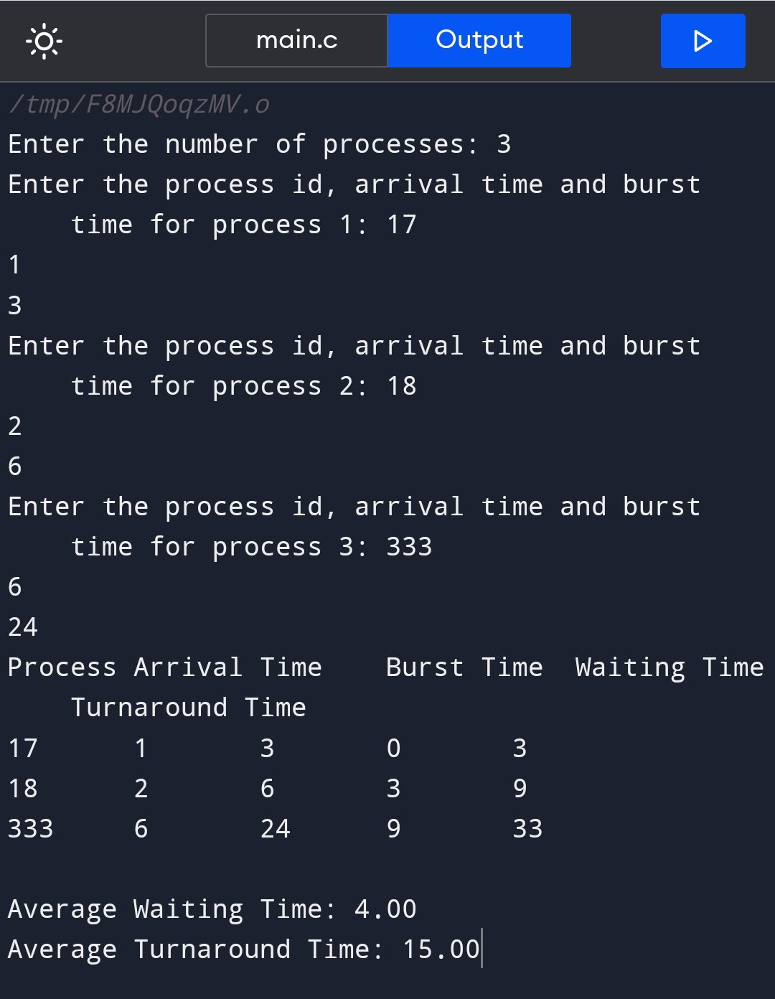 main.c Output
/tmp/F8MJQoqzMV.o
Enter the number of processes: 3
Enter the process id, arrival time and burst
time for process 1: 17
1
3
Enter the process id, arrival time and burst
time for process 2: 18
2
6
Enter the process id, arrival time and burst
time for process 3: 333
6
24
Process Arrival Time Burst Time Waiting Time
Turnaround Time
17 1 3 0 3
18 2 6 3 9
333 6 24 9 33
Average Waiting Time: 4.00
Average Turnaround Time: 15.00